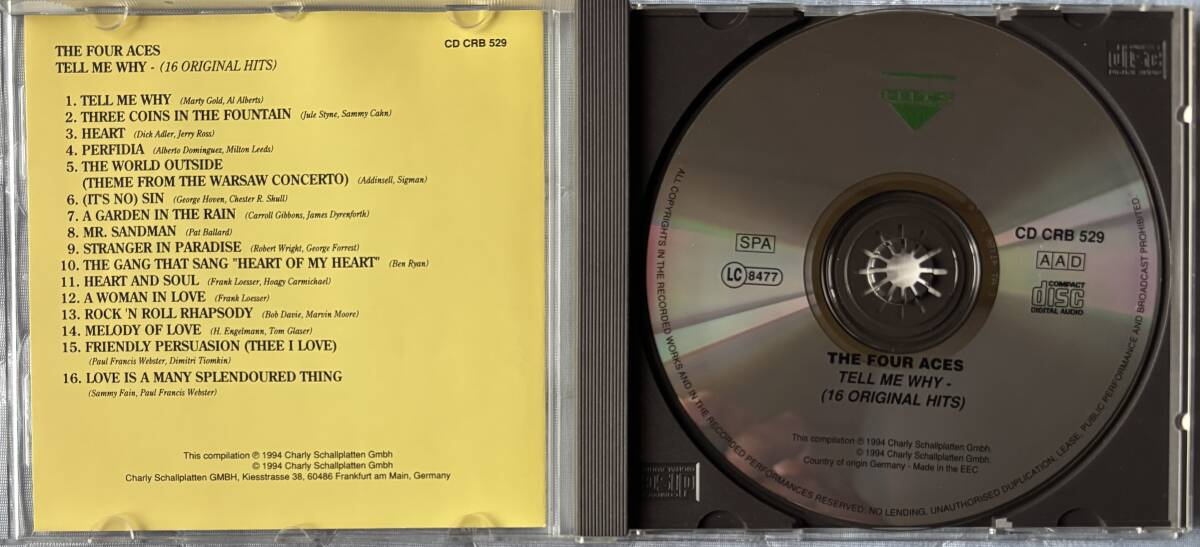 THE FOUR ACES
CD CRB 529
TELL ME WHY - (16 ORIGINAL HITS)
1. TELL ME WHY (Marty Gold, Al Alberts)
2. THREE COINS IN THE FOUNTAIN (Jule Styne, Sammy Cahn)
3. HEART (Dick Adler, Jerry Ross)
4. PERFIDIA (Alberto Dominguez, Milton Leeds)
5. THE WORLD OUTSIDE
(THEME FROM THE WARSAW CONCERTO) (Addinsell, Sigman)
6. (IT'S NO) SIN (George Hoven, Chester R. Shull)
7. A GARDEN IN THE RAIN (Carroll Gibbons, James Dyrenforth)
8. MR. SANDMAN (Pat Ballard)
9. STRANGER IN PARADISE (Robert Wright, George Forrest)
10. THE GANG THAT SANG "HEART OF MY HEART" (Ben Ryan)
11. HEART AND SOUL (Frank Loesser, Hoagy Carmichael)
12. A WOMAN IN LOVE (Frank Loesser)
13. ROCK 'N ROLL RHAPSODY (Bob Davie, Marvin Moore)
14. MELODY OF LOVE (H. Engelmann, Tom Glaser)
15. FRIENDLY PERSUASION (THEE I LOVE)
(Paul Francis Webster, Dimitri Tiomkin)
16. LOVE IS A MANY SPLENDOURED THING
(Sammy Fain, Paul Francis Webster)
This compilation ℗ 1994 Charly Schallplatten Gmbh
© 1994 Charly Schallplatten Gmbh
Charly Schallplatten GMBH, Kiesstrasse 38, 60486 Frankfurt am Main, Germany
COMPACT
disc
DIGITAL AUDIO
HITS
SPA
LC 8477
CD CRB 529
AAD
COMPACT
disc
DIGITAL AUDIO
THE FOUR ACES
TELL ME WHY -
(16 ORIGINAL HITS)
This compilation ℗ 1994 Charly Schallplatten Gmbh
© 1994 Charly Schallplatten Gmbh
Country of origin Germany - Made in the EEC
ALL COPYRIGHTS IN THE RECORDED WORKS AND IN THE RECORDED PERFORMANCES RESERVED. NO LENDING, UNAUTHORISED DUPLICATION, LEASE, PUBLIC PERFORMANCE AND BROADCAST PROHIBITED.
COMPACT
disc
DIGITAL AUDIO